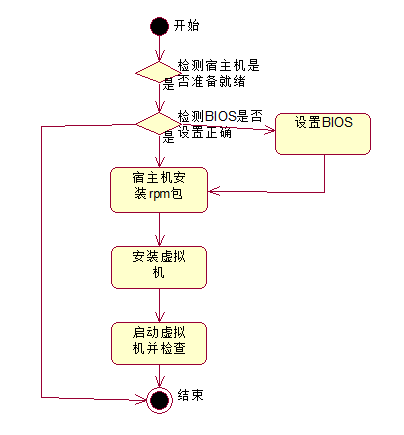 开始
检测宿主机是
否准备就绪
是
检测BIOS是否
设置正确
是
设置BIOS
宿主机安
装rpm包
安装虚拟
机
启动虚拟
机并检查
结束